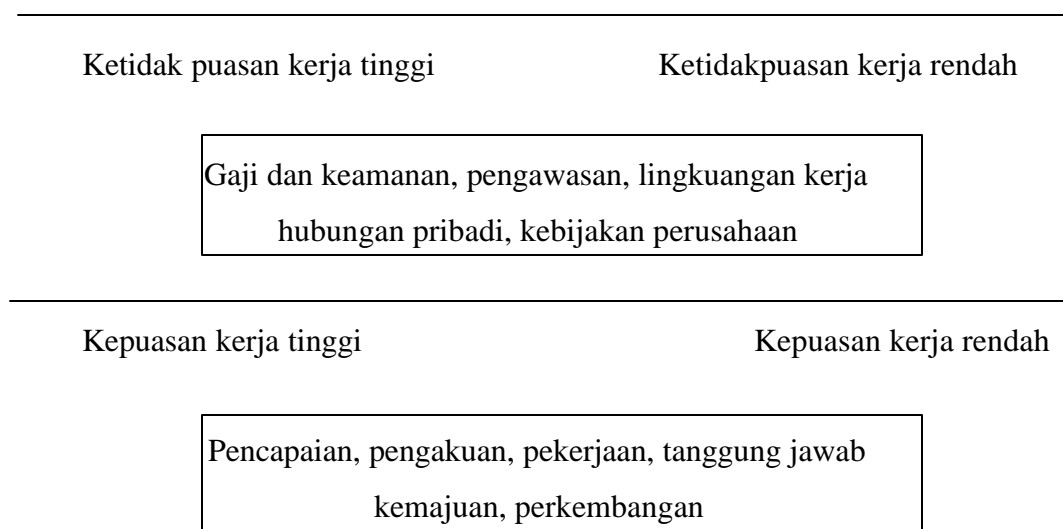 Ketidak puasan kerja tinggi Ketidakpuasan kerja rendah
Gaji dan keamanan, pengawasan, lingkuangan kerja
hubungan pribadi, kebijakan perusahaan
Kepuasan kerja tinggi Kepuasan kerja rendah
Pencapaian, pengakuan, pekerjaan, tanggung jawab
kemajuan, perkembangan